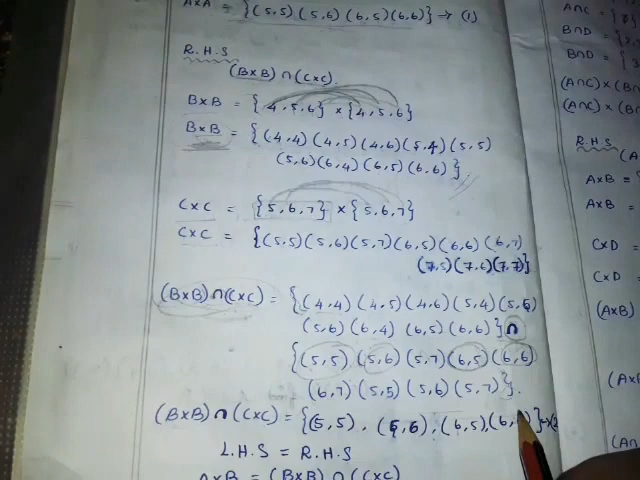 A×A = {(5,5) (5,6) (6,5) (6,6)} → (1)
R.H.S
(B×B) ∩ (C×C).
B×B = {4,5,6} × {4,5,6}
B×B = {(4,4) (4,5) (4,6) (5,4) (5,5)
(5,6) (6,4) (6,5) (6,6)}
C×C = {5,6,7} × {5,6,7}
C×C = {(5,5) (5,6) (5,7) (6,5) (6,6) (6,7)
(7,5) (7,6) (7,7)}
(B×B) ∩ (C×C) = {(4,4) (4,5) (4,6) (5,4) (5,5)
(5,6) (6,4) (6,5) (6,6)} ∩
{(5,5) (5,6) (5,7) (6,5) (6,6)
(6,7) (5,5) (5,6) (5,7)}.
(B×B) ∩ (C×C) = {(5,5), (5,6), (6,5), (6,
L.H.S = R.H.S
A×B = (B×B) ∩ (C×C)
A∩C =
B∩D =
B∩D =
(A∩C) × (B∩
(A∩C) × (B∩
R.H.S
A×B =
A×B =
C×D =
C×D =
(A×B)